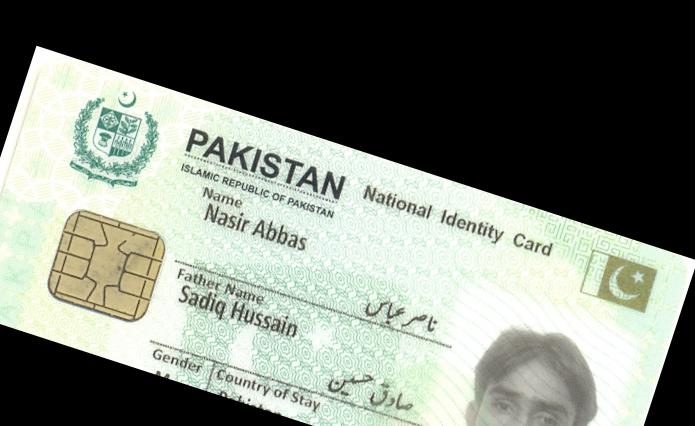 PAKISTAN National Identity Card
ISLAMIC REPUBLIC OF PAKISTAN
Name
Nasir Abbas
ناصر عباس
Father Name
Sadiq Hussain
صادق حسین
Gender Country of Stay